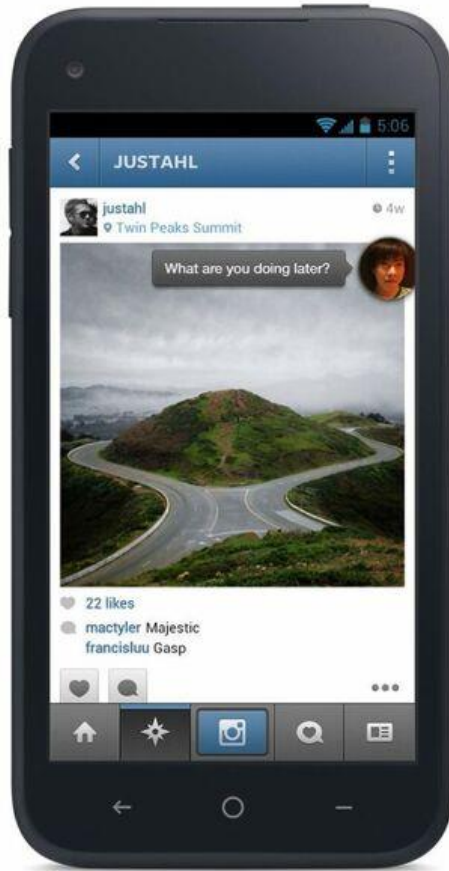 5:06
JUSTAHL
justahl
4w
Twin Peaks Summit
What are you doing later?
22 likes
mactyler Majestic
francisluu Gasp